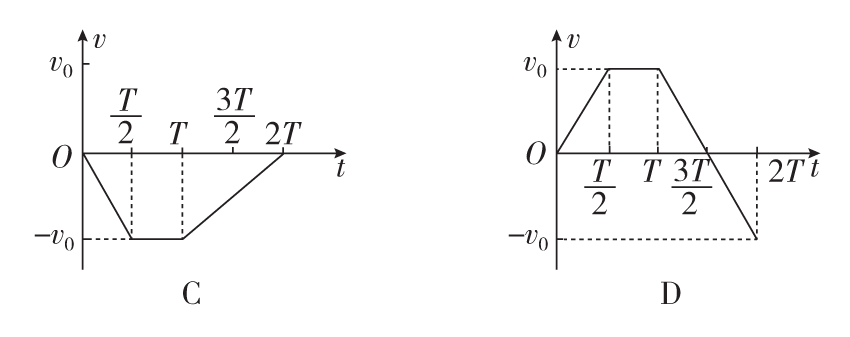 v
v₀
T/2 T 3T/2 2T
O t
−v₀
C
v
v₀
O T/2 T 3T/2 2T t
−v₀
D